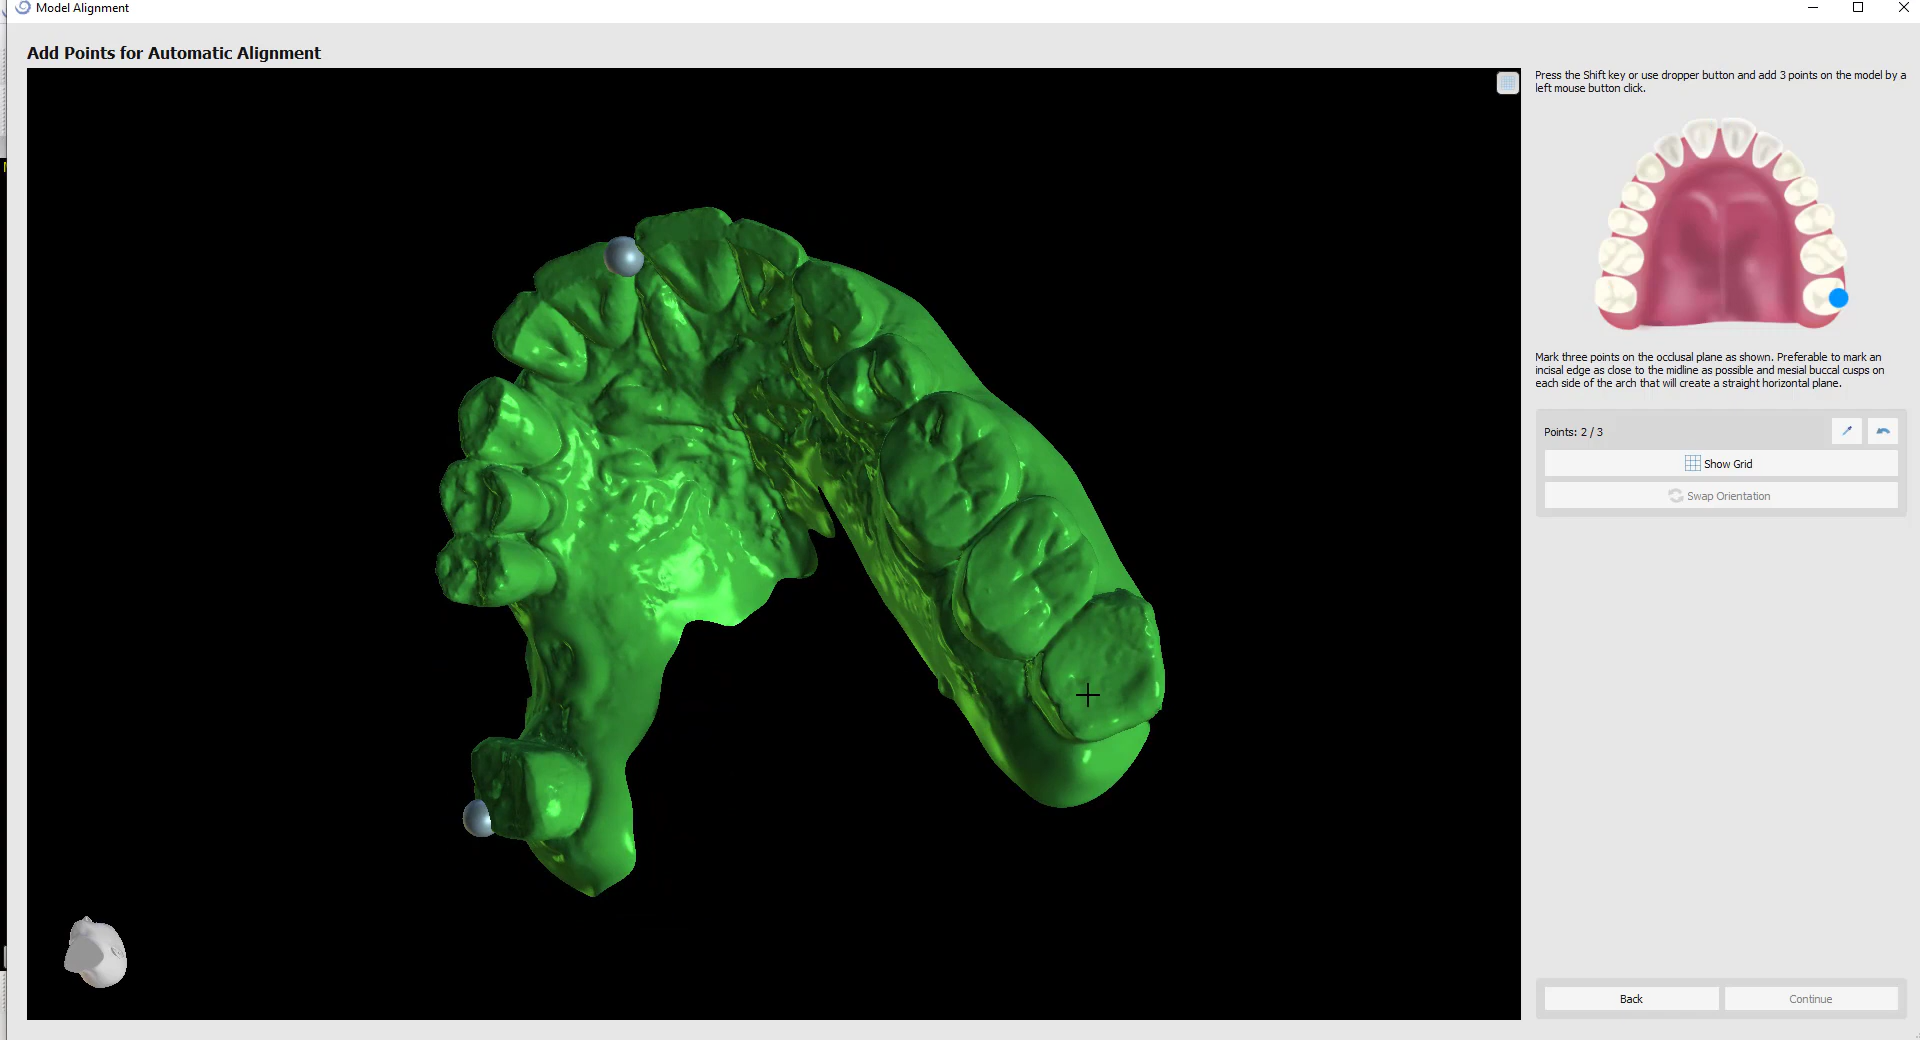 Model Alignment
Add Points for Automatic Alignment
Press the Shift key or use dropper button and add 3 points on the model by a
left mouse button click.
Mark three points on the occlusal plane as shown. Preferable to mark an
incisal edge as close to the midline as possible and mesial buccal cusps on
each side of the arch that will create a straight horizontal plane.
Points: 2 / 3
Show Grid
Swap Orientation
Back
Continue